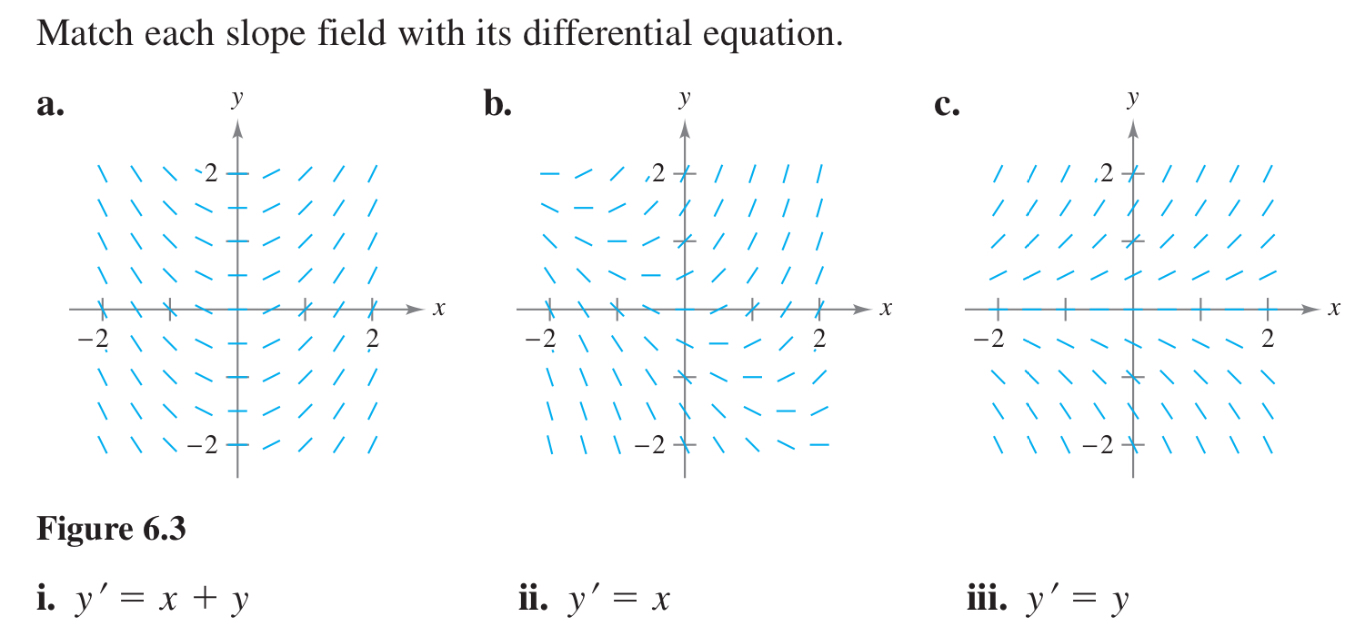 Match each slope field with its differential equation.
a. b. c.
y y y
2 2 2
x x x
−2 2 −2 2 −2 2
−2 −2 −2
Figure 6.3
i. y′ = x + y ii. y′ = x iii. y′ = y